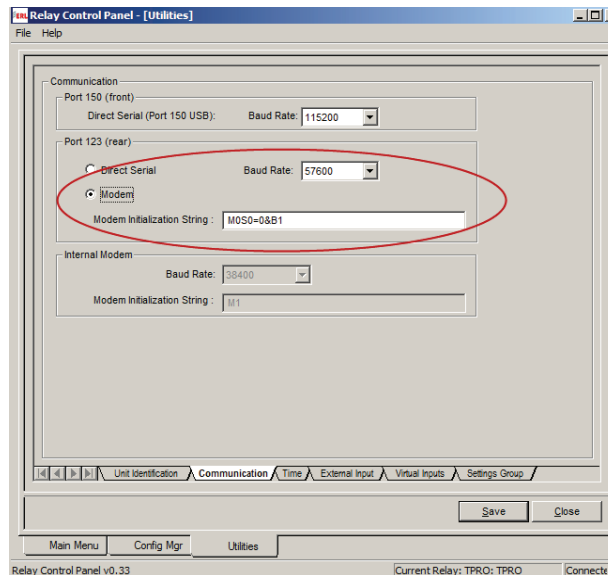 ERL Relay Control Panel - [Utilities]
File Help
Communication
Port 150 (front)
Direct Serial (Port 150 USB): Baud Rate: 115200
Port 123 (rear)
Direct Serial Baud Rate: 57600
Modem
Modem Initialization String : M0S0=0&B1
Internal Modem
Baud Rate: 38400
Modem Initialization String : M1
Unit Identification Communication Time External Input Virtual Inputs Settings Group
Save Close
Main Menu Config Mgr Utilities
Relay Control Panel v0.33 Current Relay: TPRO: TPRO Connecte